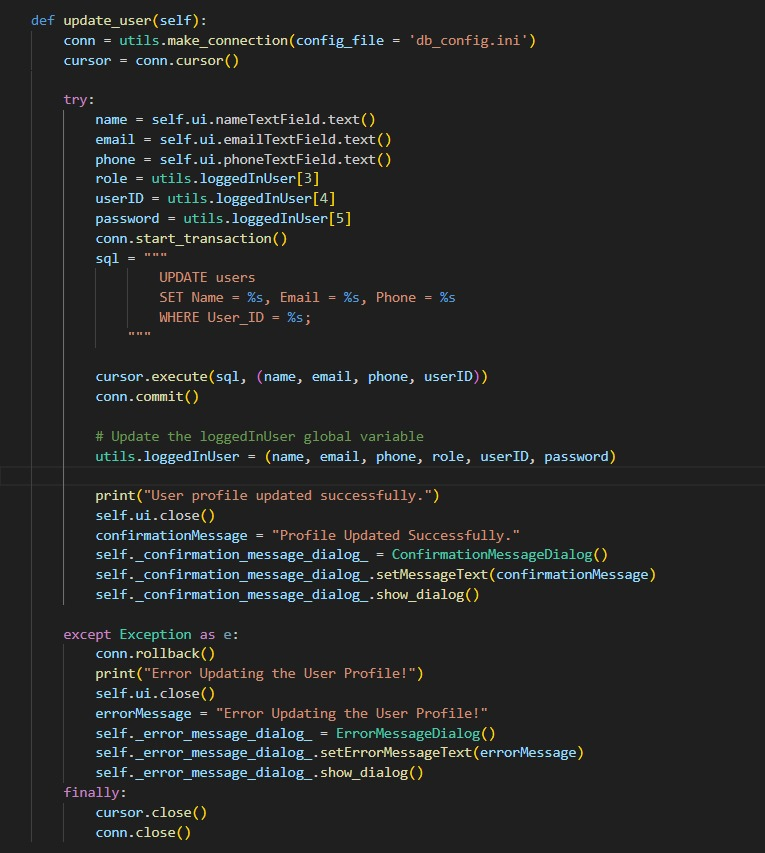 def update_user(self):
    conn = utils.make_connection(config_file = 'db_config.ini')
    cursor = conn.cursor()

    try:
        name = self.ui.nameTextField.text()
        email = self.ui.emailTextField.text()
        phone = self.ui.phoneTextField.text()
        role = utils.loggedInUser[3]
        userID = utils.loggedInUser[4]
        password = utils.loggedInUser[5]
        conn.start_transaction()
        sql = """
                UPDATE users
                SET Name = %s, Email = %s, Phone = %s
                WHERE User_ID = %s;
            """

        cursor.execute(sql, (name, email, phone, userID))
        conn.commit()

        # Update the loggedInUser global variable
        utils.loggedInUser = (name, email, phone, role, userID, password)

        print("User profile updated successfully.")
        self.ui.close()
        confirmationMessage = "Profile Updated Successfully."
        self._confirmation_message_dialog_ = ConfirmationMessageDialog()
        self._confirmation_message_dialog_.setMessageText(confirmationMessage)
        self._confirmation_message_dialog_.show_dialog()

    except Exception as e:
        conn.rollback()
        print("Error Updating the User Profile!")
        self.ui.close()
        errorMessage = "Error Updating the User Profile!"
        self._error_message_dialog_ = ErrorMessageDialog()
        self._error_message_dialog_.setErrorMessageText(errorMessage)
        self._error_message_dialog_.show_dialog()
    finally:
        cursor.close()
        conn.close()